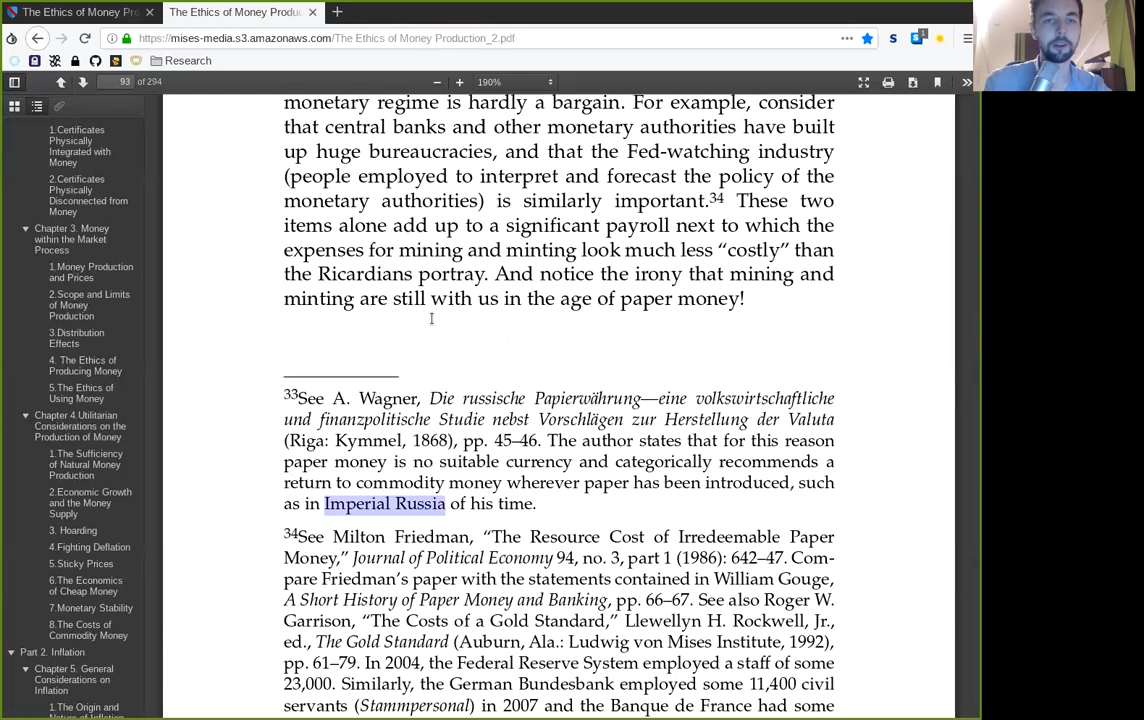 The Ethics of Money Pro
The Ethics of Money Produ
https://mises-media.s3.amazonaws.com/The Ethics of Money Production_2.pdf
S
1
Research
93 of 294
190%
1.Certificates
Physically
Integrated with
Money
2.Certificates
Physically
Disconnected from
Money
Chapter 3. Money
within the Market
Process
1.Money Production
and Prices
2.Scope and Limits
of Money
Production
3.Distribution
Effects
4. The Ethics of
Producing Money
5.The Ethics of
Using Money
Chapter 4.Utilitarian
Considerations on the
Production of Money
1.The Sufficiency
of Natural Money
Production
2.Economic Growth
and the Money
Supply
3. Hoarding
4.Fighting Deflation
5.Sticky Prices
6.The Economics
of Cheap Money
7.Monetary Stability
8.The Costs of
Commodity Money
Part 2. Inflation
Chapter 5. General
Considerations on
Inflation
1.The Origin and
Nature of Inflation
monetary regime is hardly a bargain. For example, consider
that central banks and other monetary authorities have built
up huge bureaucracies, and that the Fed-watching industry
(people employed to interpret and forecast the policy of the
monetary authorities) is similarly important.34 These two
items alone add up to a significant payroll next to which the
expenses for mining and minting look much less “costly” than
the Ricardians portray. And notice the irony that mining and
minting are still with us in the age of paper money!
33See A. Wagner, Die russische Papierwährung—eine volkswirtschaftliche
und finanzpolitische Studie nebst Vorschlägen zur Herstellung der Valuta
(Riga: Kymmel, 1868), pp. 45–46. The author states that for this reason
paper money is no suitable currency and categorically recommends a
return to commodity money wherever paper has been introduced, such
as in Imperial Russia of his time.
34See Milton Friedman, “The Resource Cost of Irredeemable Paper
Money,” Journal of Political Economy 94, no. 3, part 1 (1986): 642–47. Com-
pare Friedman’s paper with the statements contained in William Gouge,
A Short History of Paper Money and Banking, pp. 66–67. See also Roger W.
Garrison, “The Costs of a Gold Standard,” Llewellyn H. Rockwell, Jr.,
ed., The Gold Standard (Auburn, Ala.: Ludwig von Mises Institute, 1992),
pp. 61–79. In 2004, the Federal Reserve System employed a staff of some
23,000. Similarly, the German Bundesbank employed some 11,400 civil
servants (Stammpersonal) in 2007 and the Banque de France had some